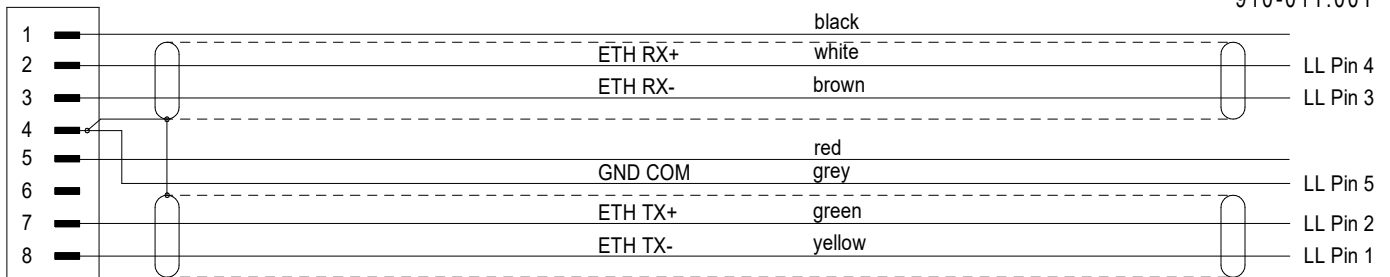 1 black
2 ETH RX+ white LL Pin 4
3 ETH RX- brown LL Pin 3
4
5 red
GND COM grey LL Pin 5
6
7 ETH TX+ green LL Pin 2
8 ETH TX- yellow LL Pin 1